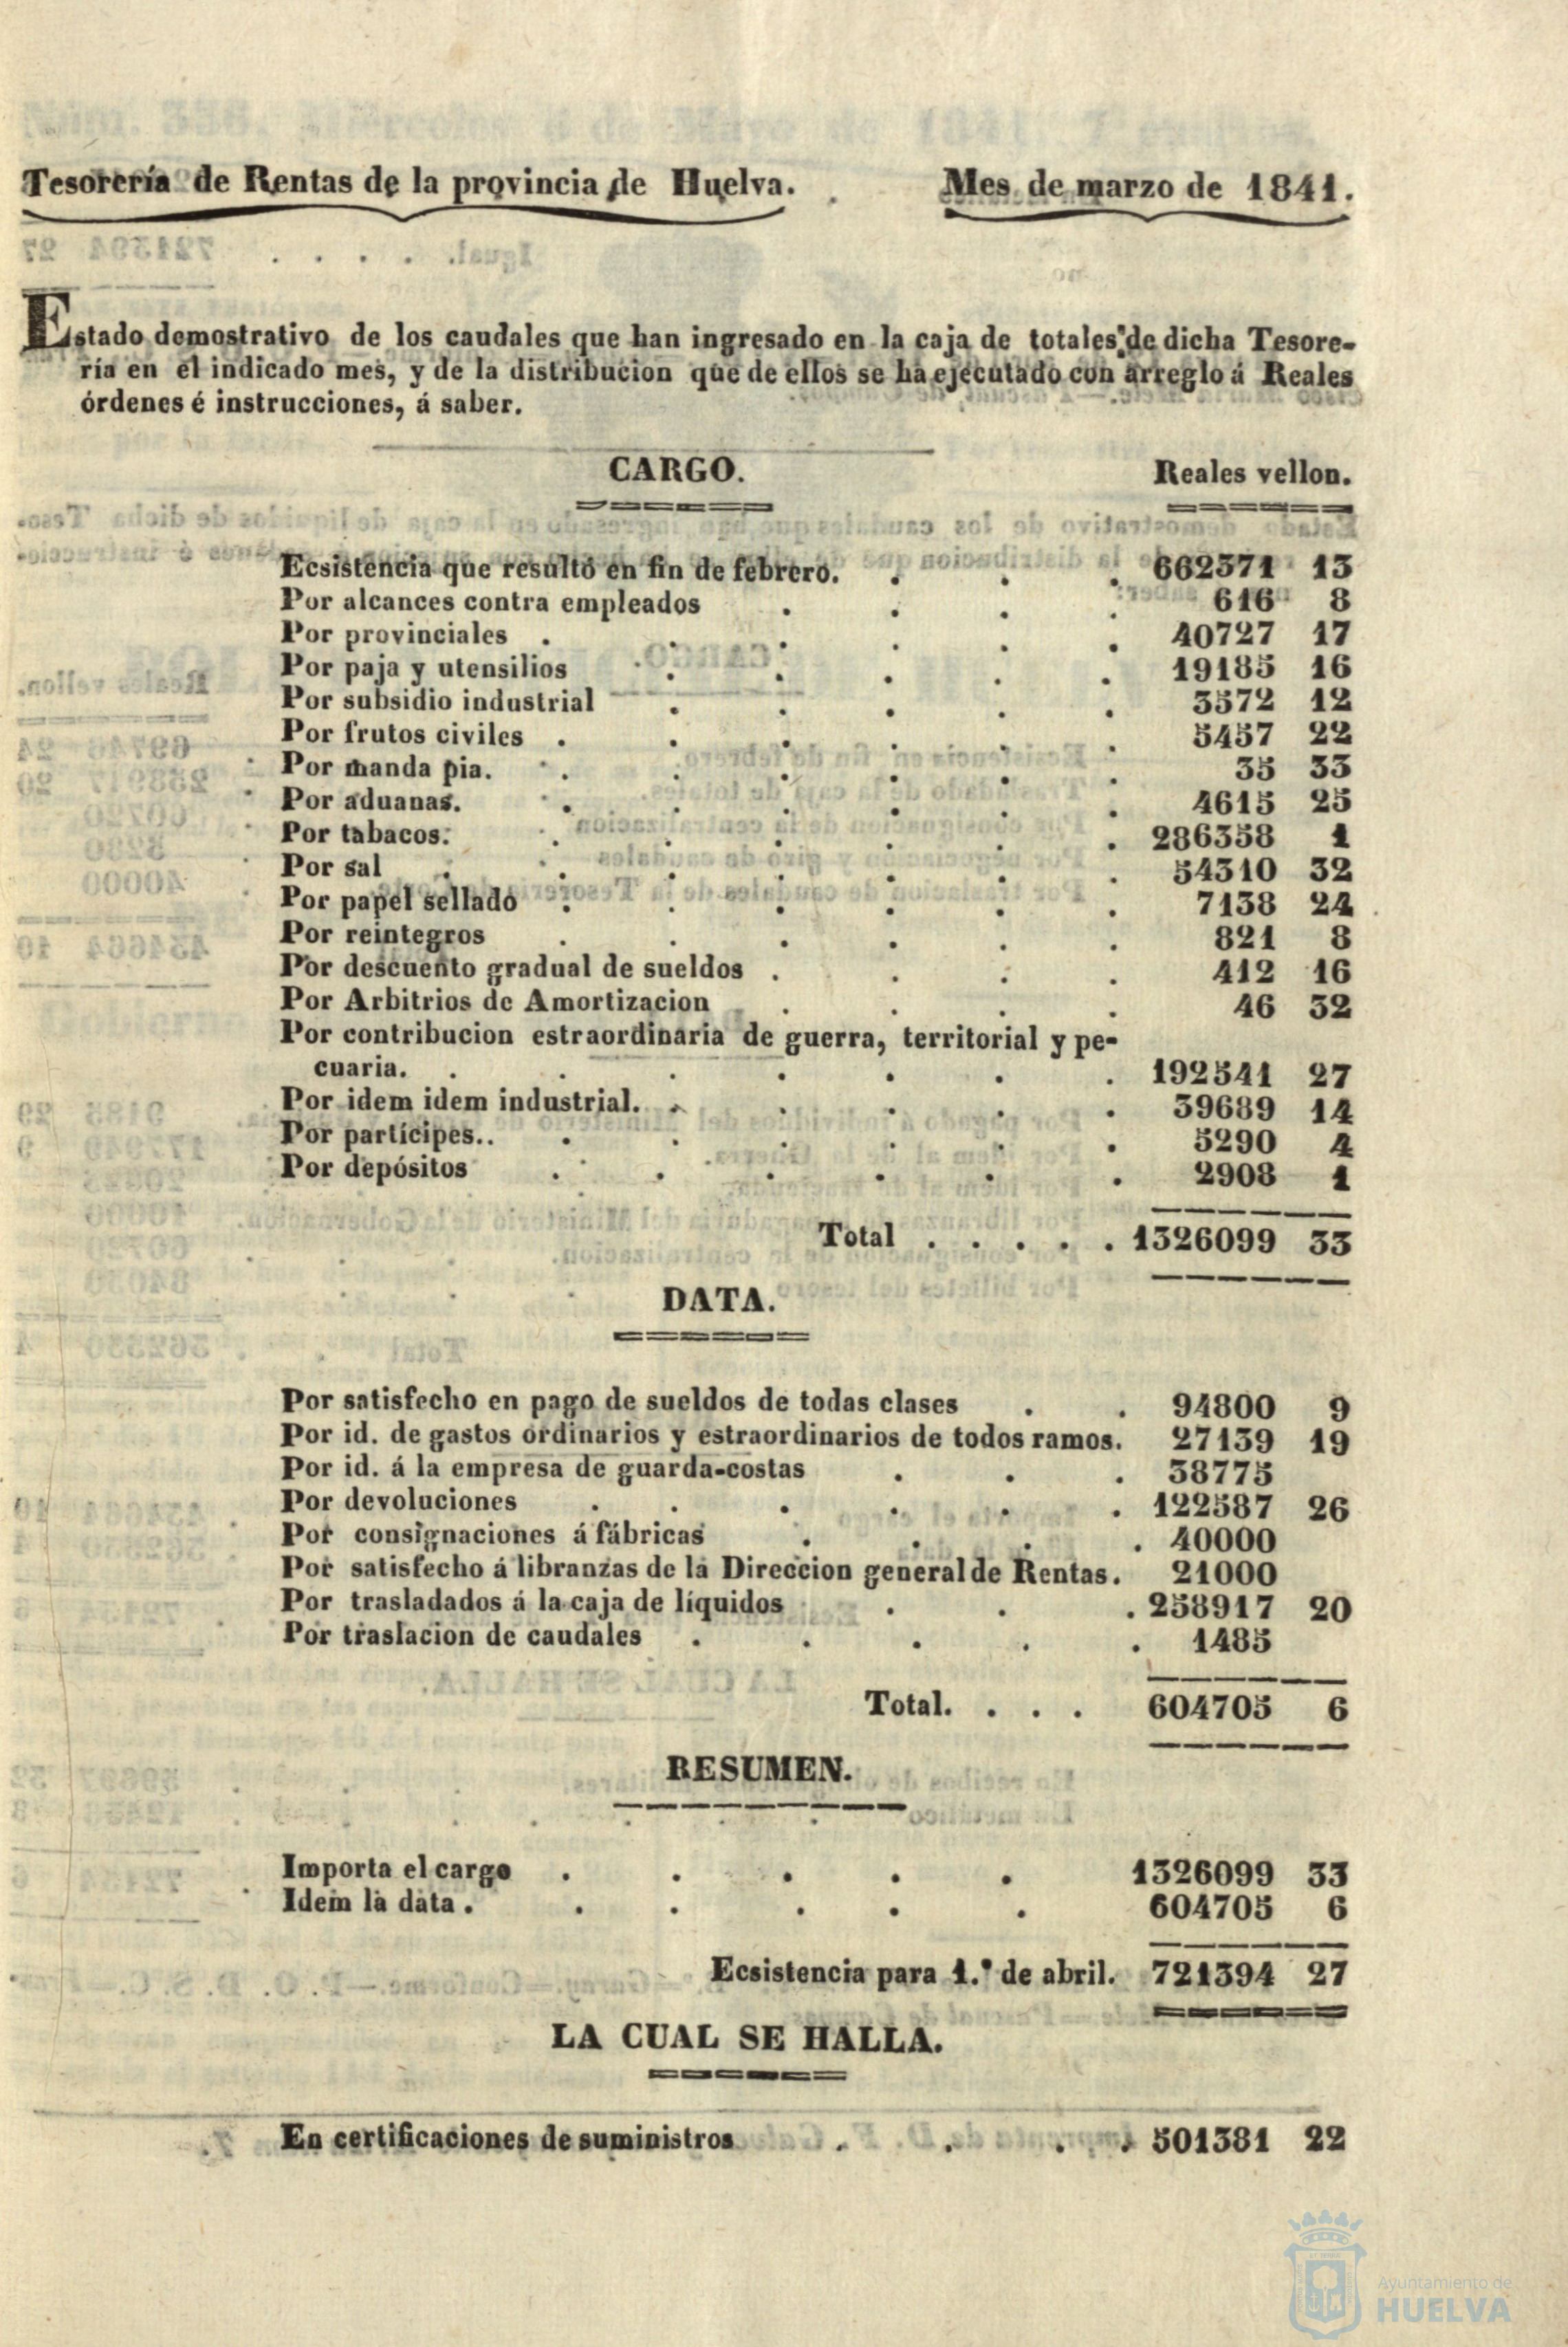 Tesorería de Rentas de la provincia de Huelva. Mes de marzo de 1841.
Estado demostrativo de los caudales que han ingresado en la caja de totales de dicha Tesore-
ría en el indicado mes, y de la distribucion que de ellos se ha ejecutado con arreglo á Reales
órdenes é instrucciones, á saber.
CARGO. Reales vellon.
Ecsistencia que resultó en fin de febrero. . . . 662371 13
Por alcances contra empleados . . . . 616 8
Por provinciales . . . . . . 40727 17
Por paja y utensilios . . . . . 19185 16
Por subsidio industrial . . . . . 3572 12
Por frutos civiles . . . . . . 5457 22
Por manda pia. . . . . . . 35 33
Por aduanas. . . . . . . 4615 25
Por tabacos. . . . . . . 286358 1
Por sal . . . . . . . 54310 32
Por papel sellado . . . . . . 7138 24
Por reintegros . . . . . . 821 8
Por descuento gradual de sueldos . . . . 412 16
Por Arbitrios de Amortizacion . . . . 46 32
Por contribucion estraordinaria de guerra, territorial y pe-
cuaria. . . . . . . . 192541 27
Por idem idem industrial. . . . . . 39689 14
Por partícipes.. . . . . . . 5290 4
Por depósitos . . . . . . 2908 1
Total . . . . . 1326099 33
DATA.
Por satisfecho en pago de sueldos de todas clases . . 94800 9
Por id. de gastos ordinarios y estraordinarios de todos ramos. 27139 19
Por id. á la empresa de guarda-costas . . . 38775
Por devoluciones . . . . . . 122587 26
Por consignaciones á fábricas . . . . 40000
Por satisfecho á libranzas de la Direccion general de Rentas. 21000
Por trasladados á la caja de líquidos . . . 258917 20
Por traslacion de caudales . . . . . 1485
Total. . . . 604705 6
RESUMEN.
Importa el cargo . . . . . 1326099 33
Idem la data . . . . . . 604705 6
Ecsistencia para 1.º de abril. 721394 27
LA CUAL SE HALLA.
En certificaciones de suministros . . . . 501381 22
Ayuntamiento de
HUELVA